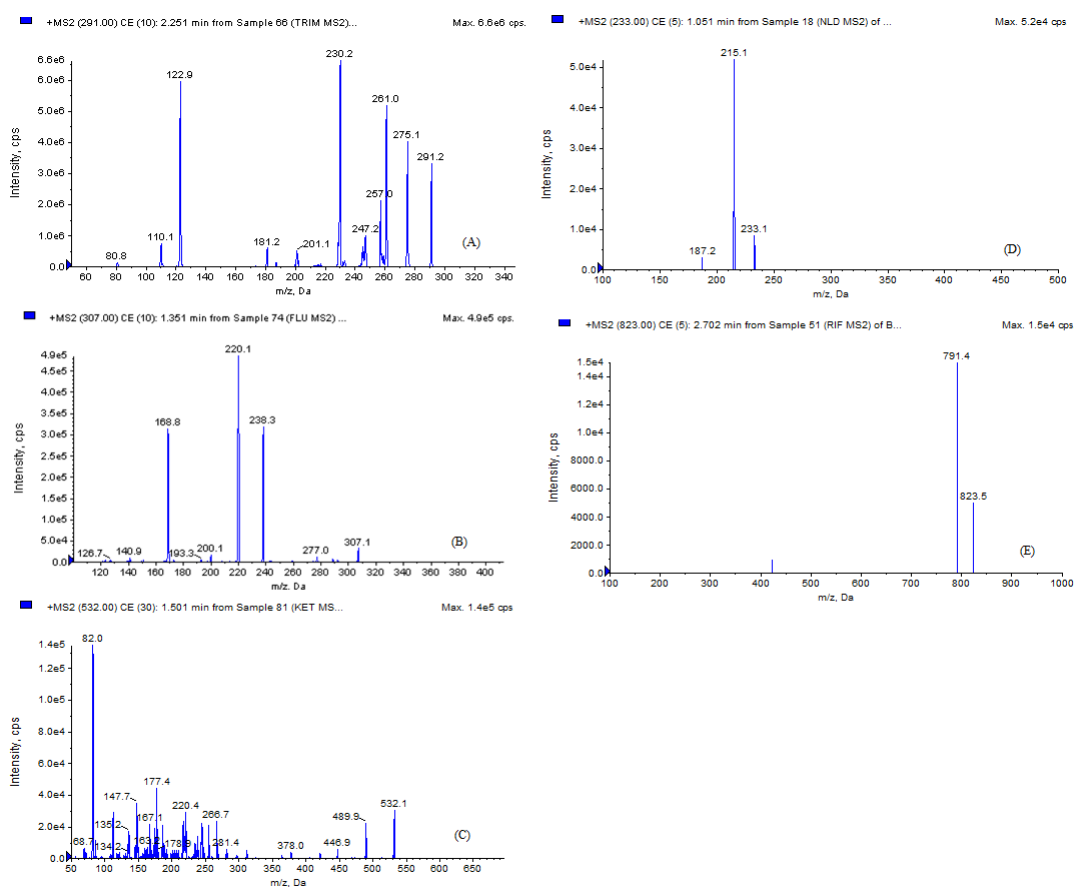 +MS2 (291.00) CE (10): 2.251 min from Sample 66 (TRIM MS2)... Max. 6.6e6 cps.
6.6e6
6.0e6
5.0e6
4.0e6
3.0e6
2.0e6
1.0e6
0.0
Intensity, cps
80.8
110.1
122.9
181.2
201.1
230.2
247.2
257.0
261.0
275.1
291.2
(A)
60 80 100 120 140 160 180 200 220 240 260 280 300 320 340
m/z, Da
+MS2 (307.00) CE (10): 1.351 min from Sample 74 (FLU MS2) ... Max. 4.9e5 cps.
4.9e5
4.5e5
4.0e5
3.5e5
3.0e5
2.5e5
2.0e5
1.5e5
1.0e5
5.0e4
0.0
Intensity, cps
126.7
140.9
168.8
193.3
200.1
220.1
238.3
277.0
307.1
(B)
120 140 160 180 200 220 240 260 280 300 320 340 360 380 400
m/z, Da
+MS2 (532.00) CE (30): 1.501 min from Sample 81 (KET MS... Max. 1.4e5 cps
1.4e5
1.2e5
1.0e5
8.0e4
6.0e4
4.0e4
2.0e4
0.0
Intensity, cps
68.7
82.0
135.2
134.2
147.7
167.1
177.4
220.4
266.7
281.4
378.0
446.9
489.9
532.1
(C)
50 100 150 200 250 300 350 400 450 500 550 600 650
m/z, Da
+MS2 (233.00) CE (5): 1.051 min from Sample 18 (NLD MS2) of ... Max. 5.2e4 cps
5.0e4
4.0e4
3.0e4
2.0e4
1.0e4
0.0
Intensity, cps
187.2
215.1
233.1
(D)
100 150 200 250 300 350 400 450 500
m/z, Da
+MS2 (823.00) CE (5): 2.702 min from Sample 51 (RIF MS2) of B... Max. 1.5e4 cps
1.5e4
1.4e4
1.2e4
1.0e4
8000.0
6000.0
4000.0
2000.0
0.0
Intensity, cps
791.4
823.5
(E)
100 200 300 400 500 600 700 800 900 1000
m/z, Da